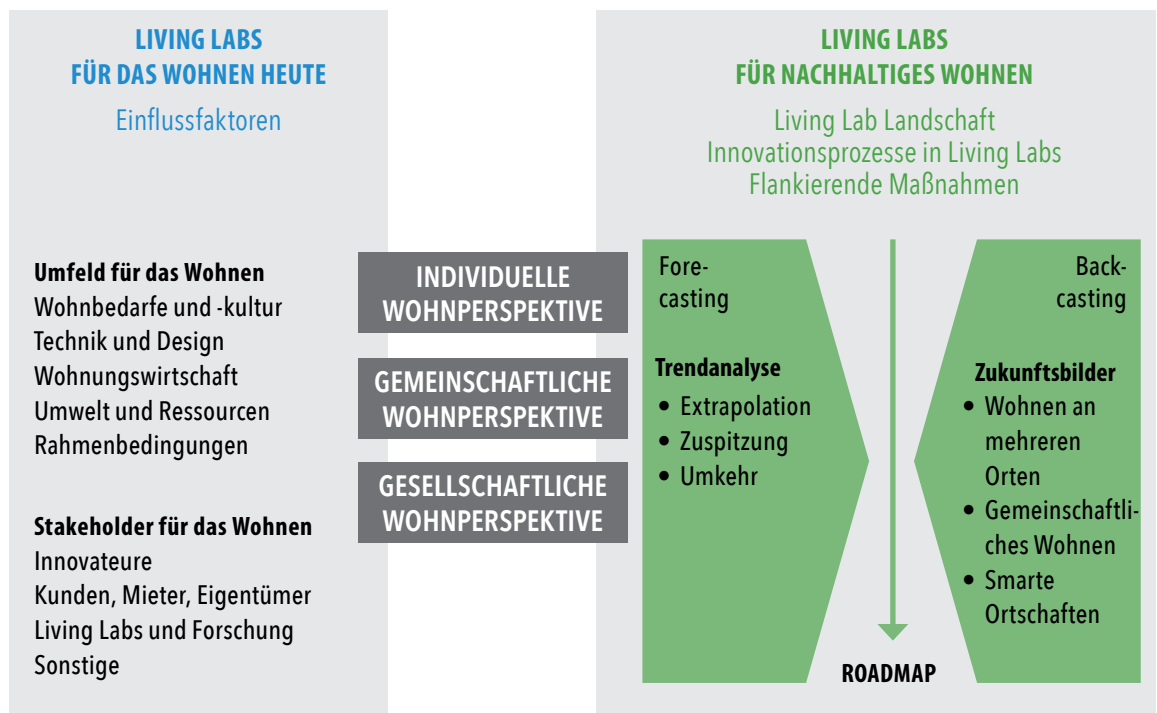 LIVING LABS
FÜR DAS WOHNEN HEUTE
Einflussfaktoren
Umfeld für das Wohnen
Wohnbedarfe und -kultur
Technik und Design
Wohnungswirtschaft
Umwelt und Ressourcen
Rahmenbedingungen
Stakeholder für das Wohnen
Innovateure
Kunden, Mieter, Eigentümer
Living Labs und Forschung
Sonstige
INDIVIDUELLE
WOHNPERSPEKTIVE
GEMEINSCHAFTLICHE
WOHNPERSPEKTIVE
GESELLSCHAFTLICHE
WOHNPERSPEKTIVE
LIVING LABS
FÜR NACHHALTIGES WOHNEN
Living Lab Landschaft
Innovationsprozesse in Living Labs
Flankierende Maßnahmen
Fore-
casting
Trendanalyse
• Extrapolation
• Zuspitzung
• Umkehr
Back-
casting
Zukunftsbilder
• Wohnen an
mehreren
Orten
• Gemeinschaftli-
ches Wohnen
• Smarte
Ortschaften
ROADMAP